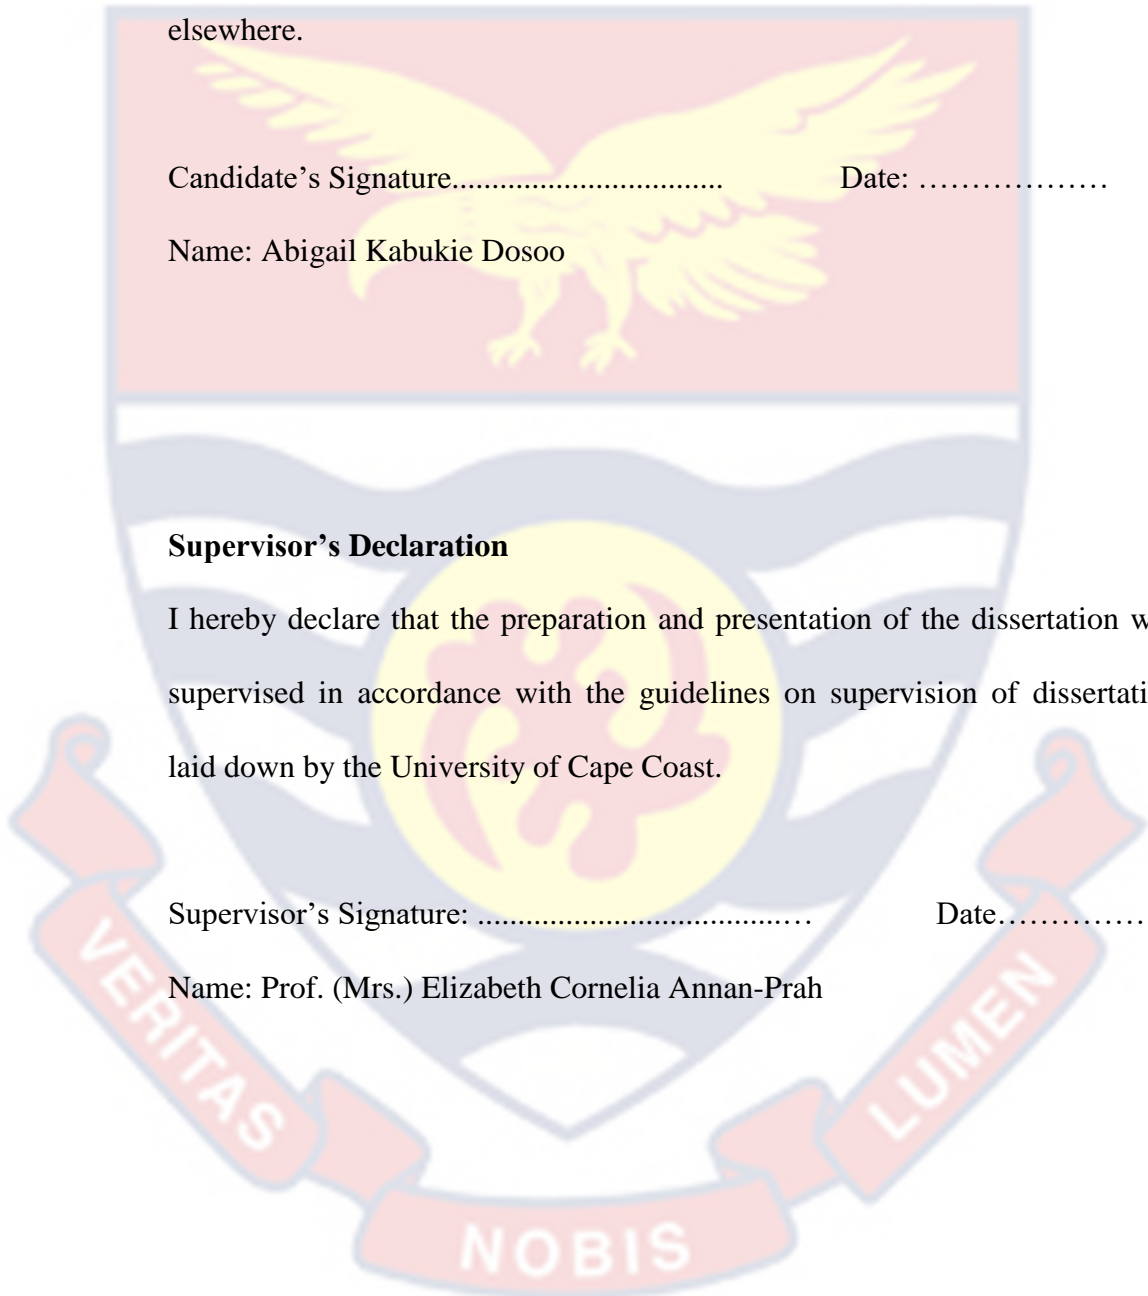 elsewhere.
Candidate’s Signature.................................. Date: ………………
Name: Abigail Kabukie Dosoo
Supervisor’s Declaration
I hereby declare that the preparation and presentation of the dissertation w
supervised in accordance with the guidelines on supervision of dissertati
laid down by the University of Cape Coast.
Supervisor’s Signature: ......................................… Date……………
Name: Prof. (Mrs.) Elizabeth Cornelia Annan-Prah
VERITAS
NOBIS
LUMEN